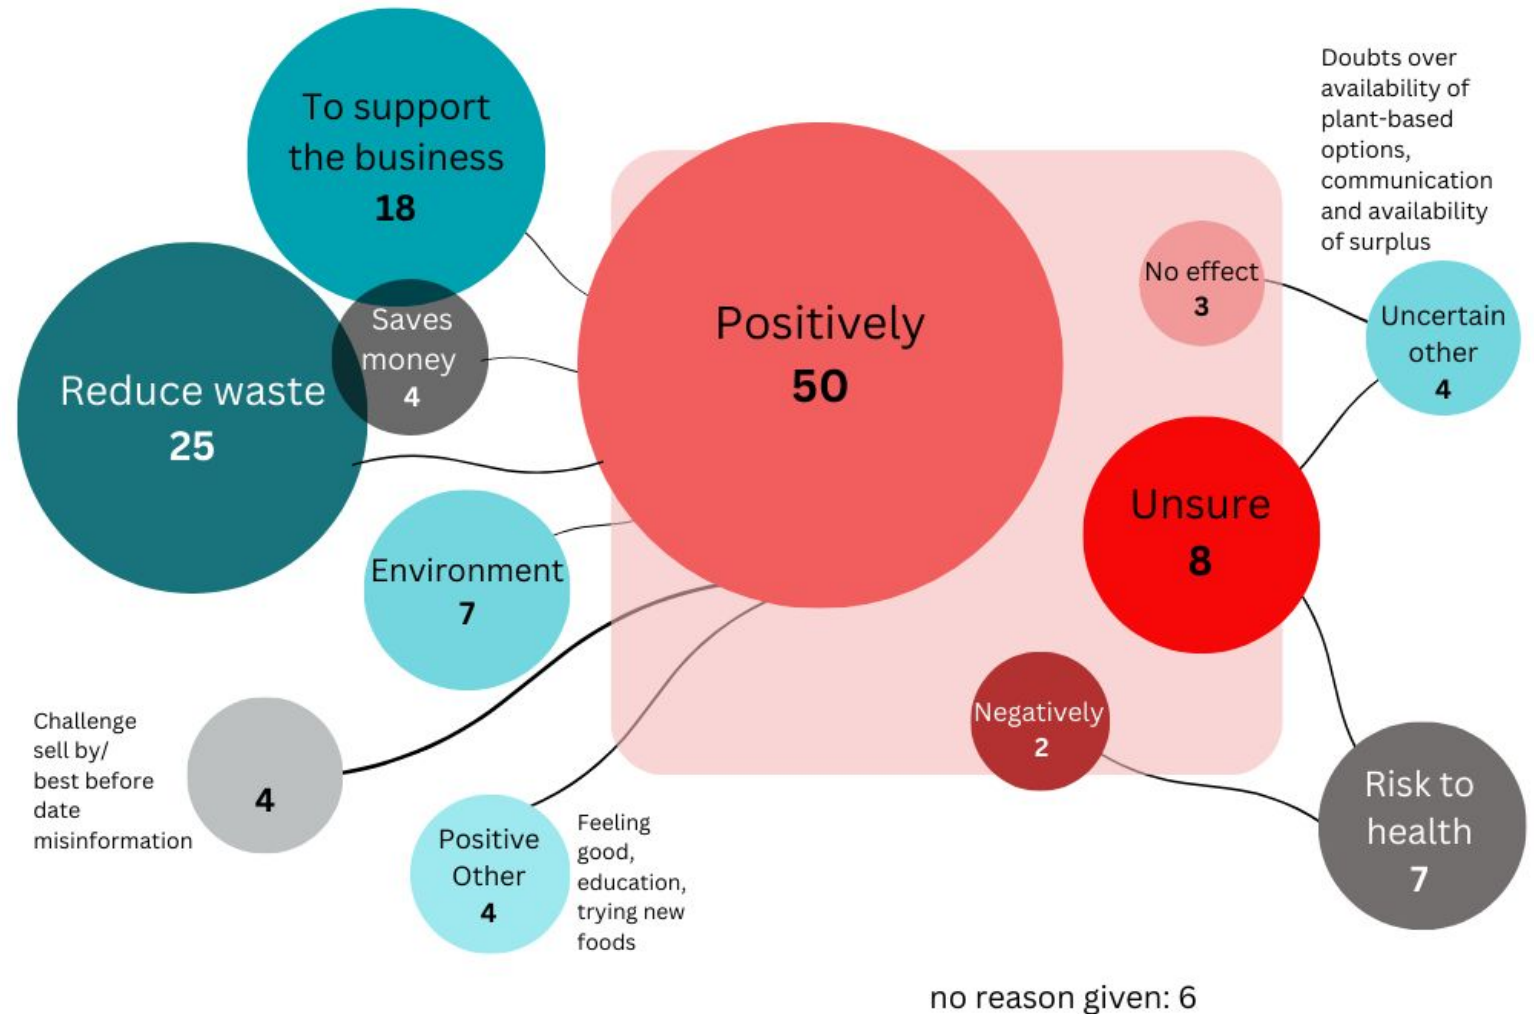 To support
the business
18
Saves
money
4
Reduce waste
25
Positively
50
Environment
7
Challenge
sell by/
best before
date
misinformation
4
Positive
Other
4
Feeling
good,
education,
trying new
foods
No effect
3
Doubts over
availability of
plant-based
options,
communication
and availability
of surplus
Uncertain
other
4
Unsure
8
Negatively
2
Risk to
health
7
no reason given: 6